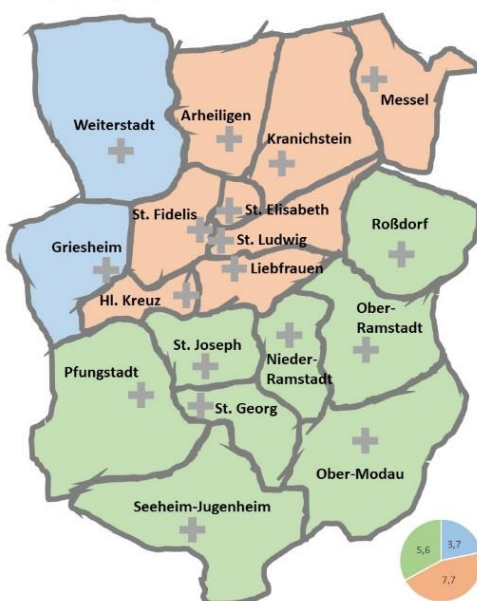 Messel
Arheiligen
Weiterstadt
Kranichstein
St. Elisabeth
St. Fidelis
Roßdorf
St. Ludwig
Griesheim
Liebfrauen
Hl. Kreuz
Ober-
Ramstadt
St. Joseph
Nieder-
Ramstadt
Pfungstadt
St. Georg
Ober-Modau
Seeheim-Jugenheim
5,6
3,7
7,7